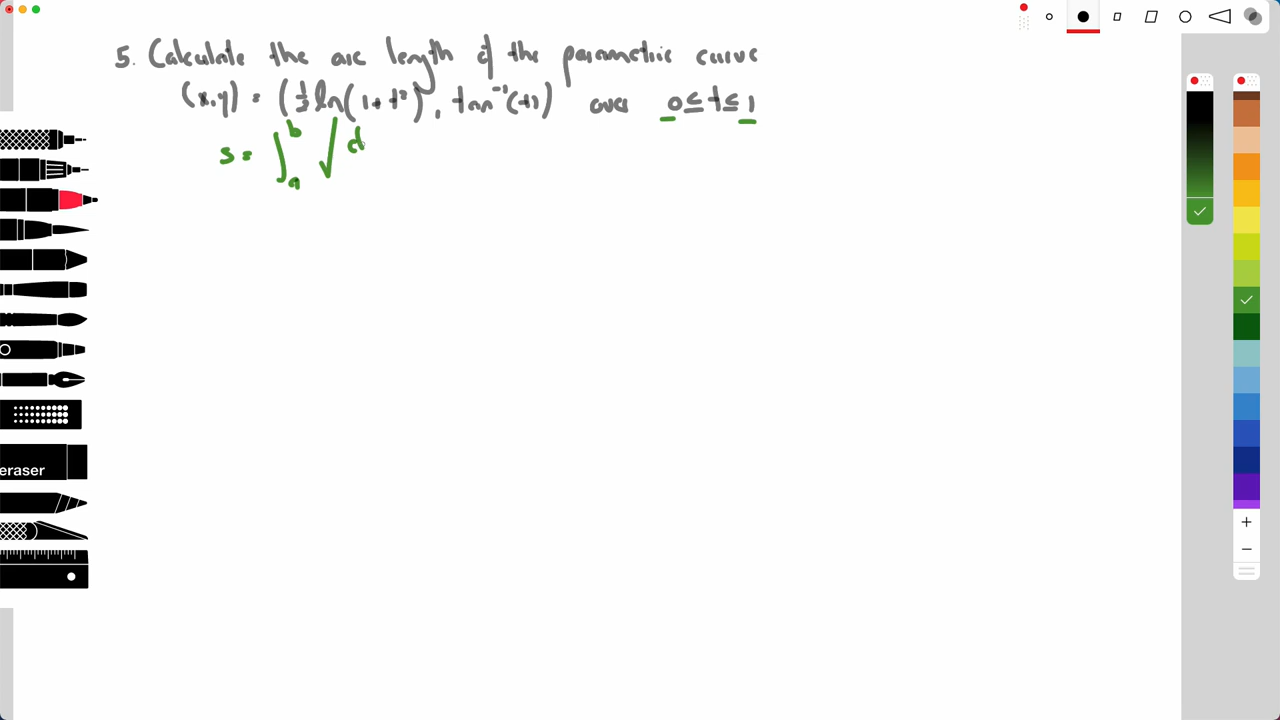 5. Calculate the arc length of the parametric curve
(x,y) = (½ ln(1+t²), tan⁻¹(t)) over 0 ≤ t ≤ 1
s = ∫ₐᵇ √ d
eraser
+
−